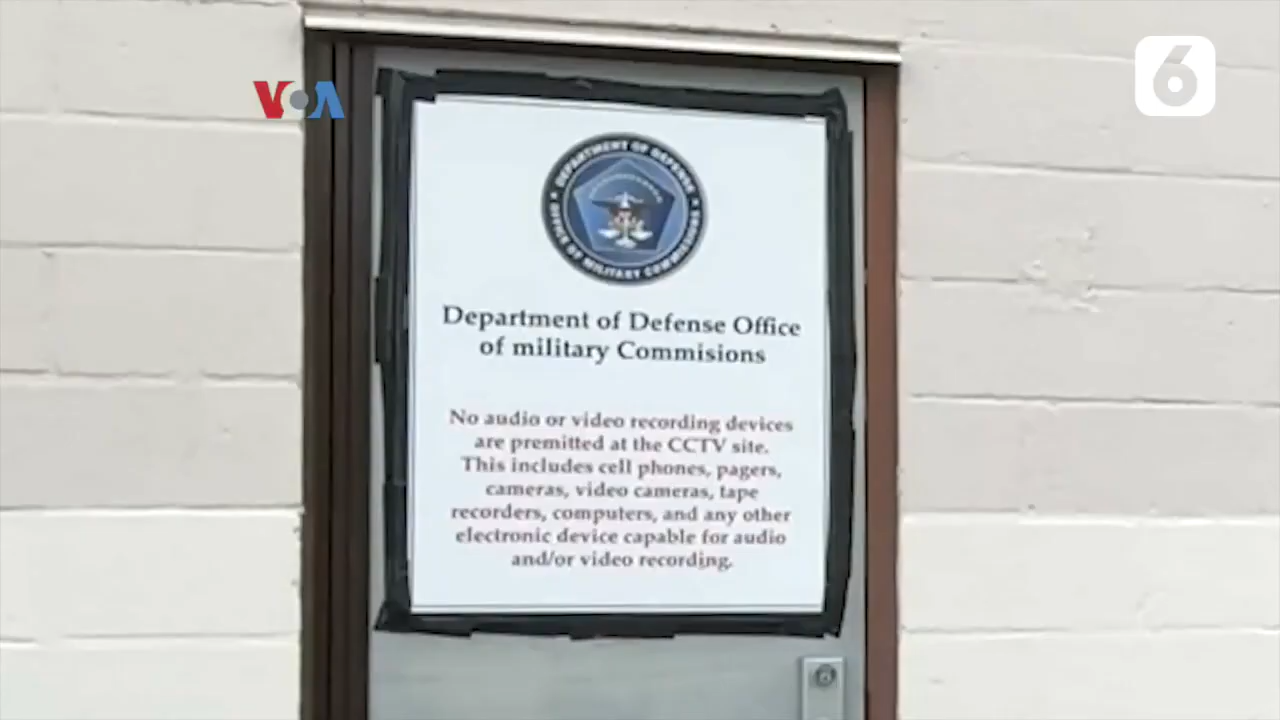 VOA
6
DEPARTMENT OF DEFENSE
OFFICE OF MILITARY COMMISSIONS
Department of Defense Office
of military Commisions
No audio or video recording devices
are premitted at the CCTV site.
This includes cell phones, pagers,
cameras, video cameras, tape
recorders, computers, and any other
electronic device capable for audio
and/or video recording.